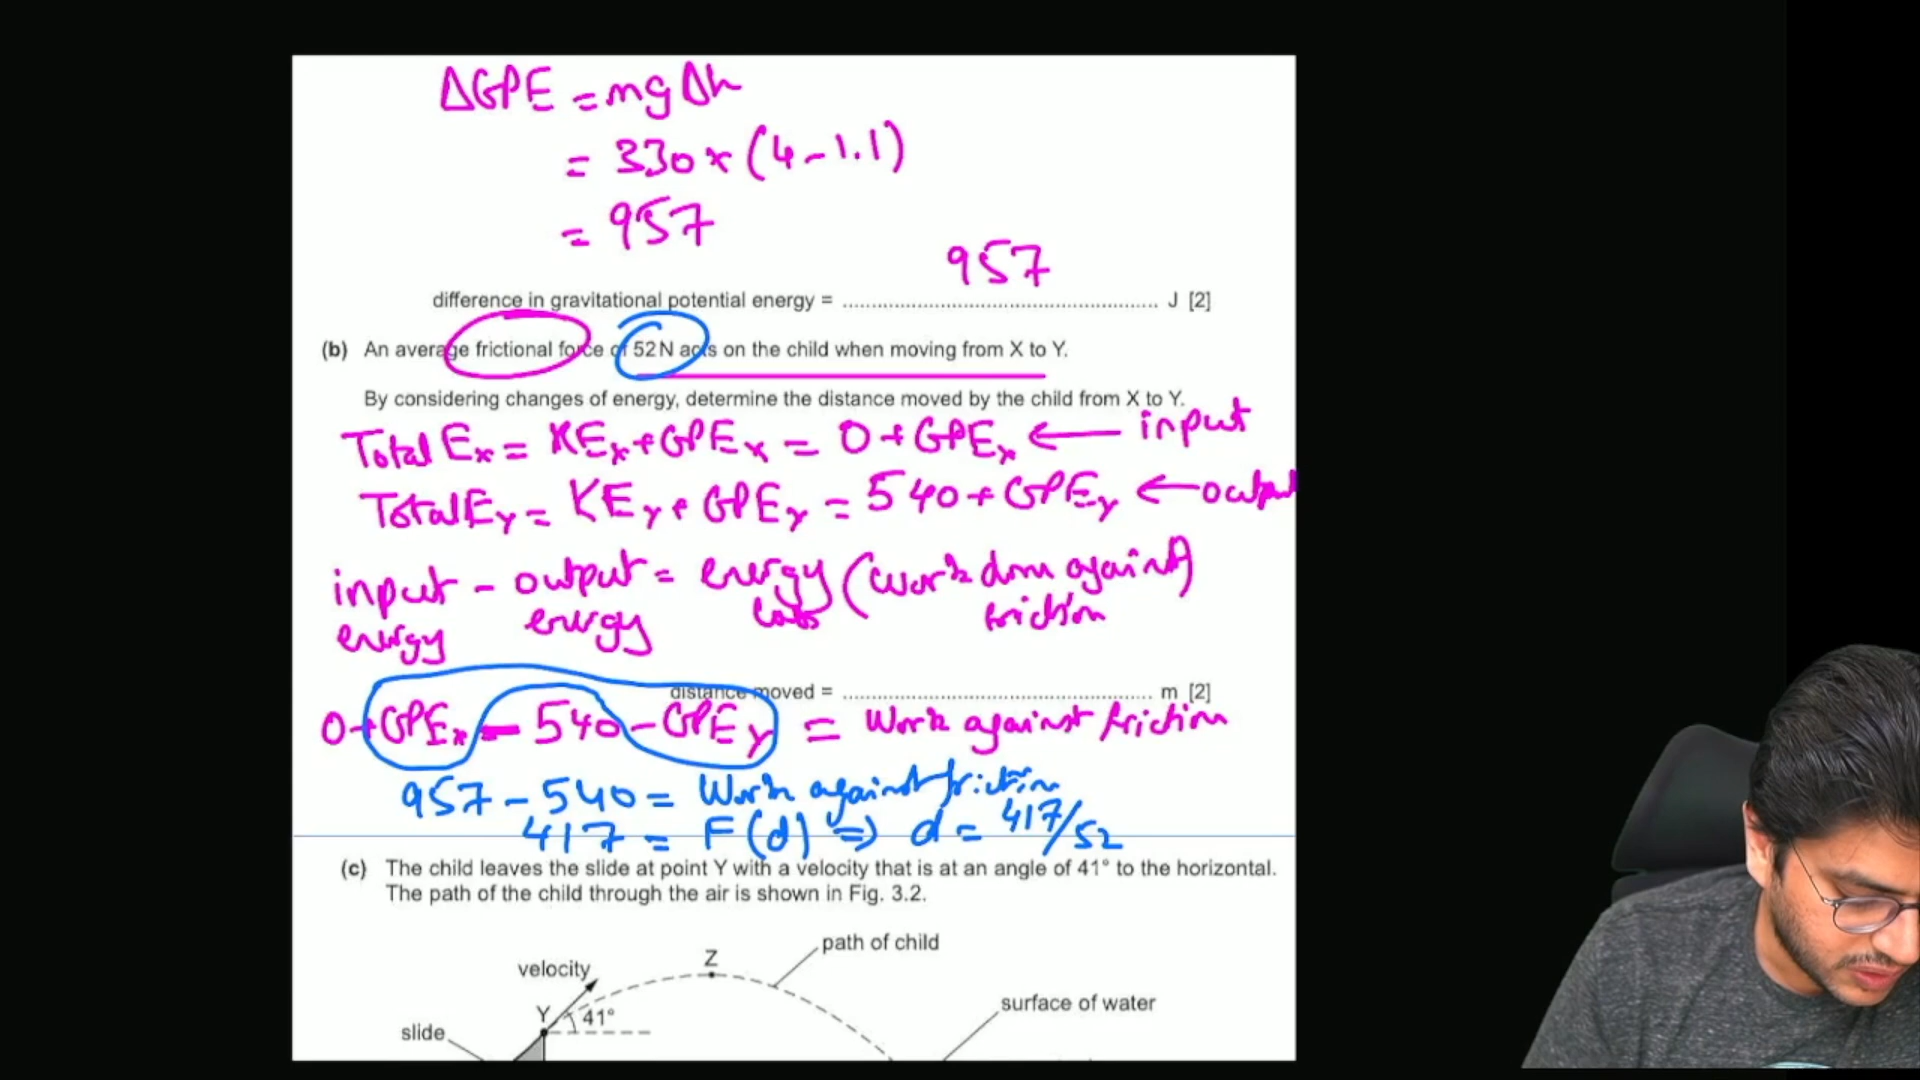 ΔGPE = mgΔh
= 330 × (4-1.1)
= 957
957
difference in gravitational potential energy = ........................................................ J [2]
(b) An average frictional force of 52N acts on the child when moving from X to Y.
By considering changes of energy, determine the distance moved by the child from X to Y.
Total Ex = KEx + GPEx = 0 + GPEx ← input
Total Ey = KEy + GPEy = 540 + GPEy ← output
input energy - output energy = energy loss (work done against friction)
distance moved = ........................................................ m [2]
0 + GPEx - 540 - GPEy = Work against friction
957 - 540 = Work against friction
417 = F(d) ⇒ d = 417/52
(c) The child leaves the slide at point Y with a velocity that is at an angle of 41° to the horizontal.
The path of the child through the air is shown in Fig. 3.2.
path of child
Z
velocity
surface of water
Y
41°
slide